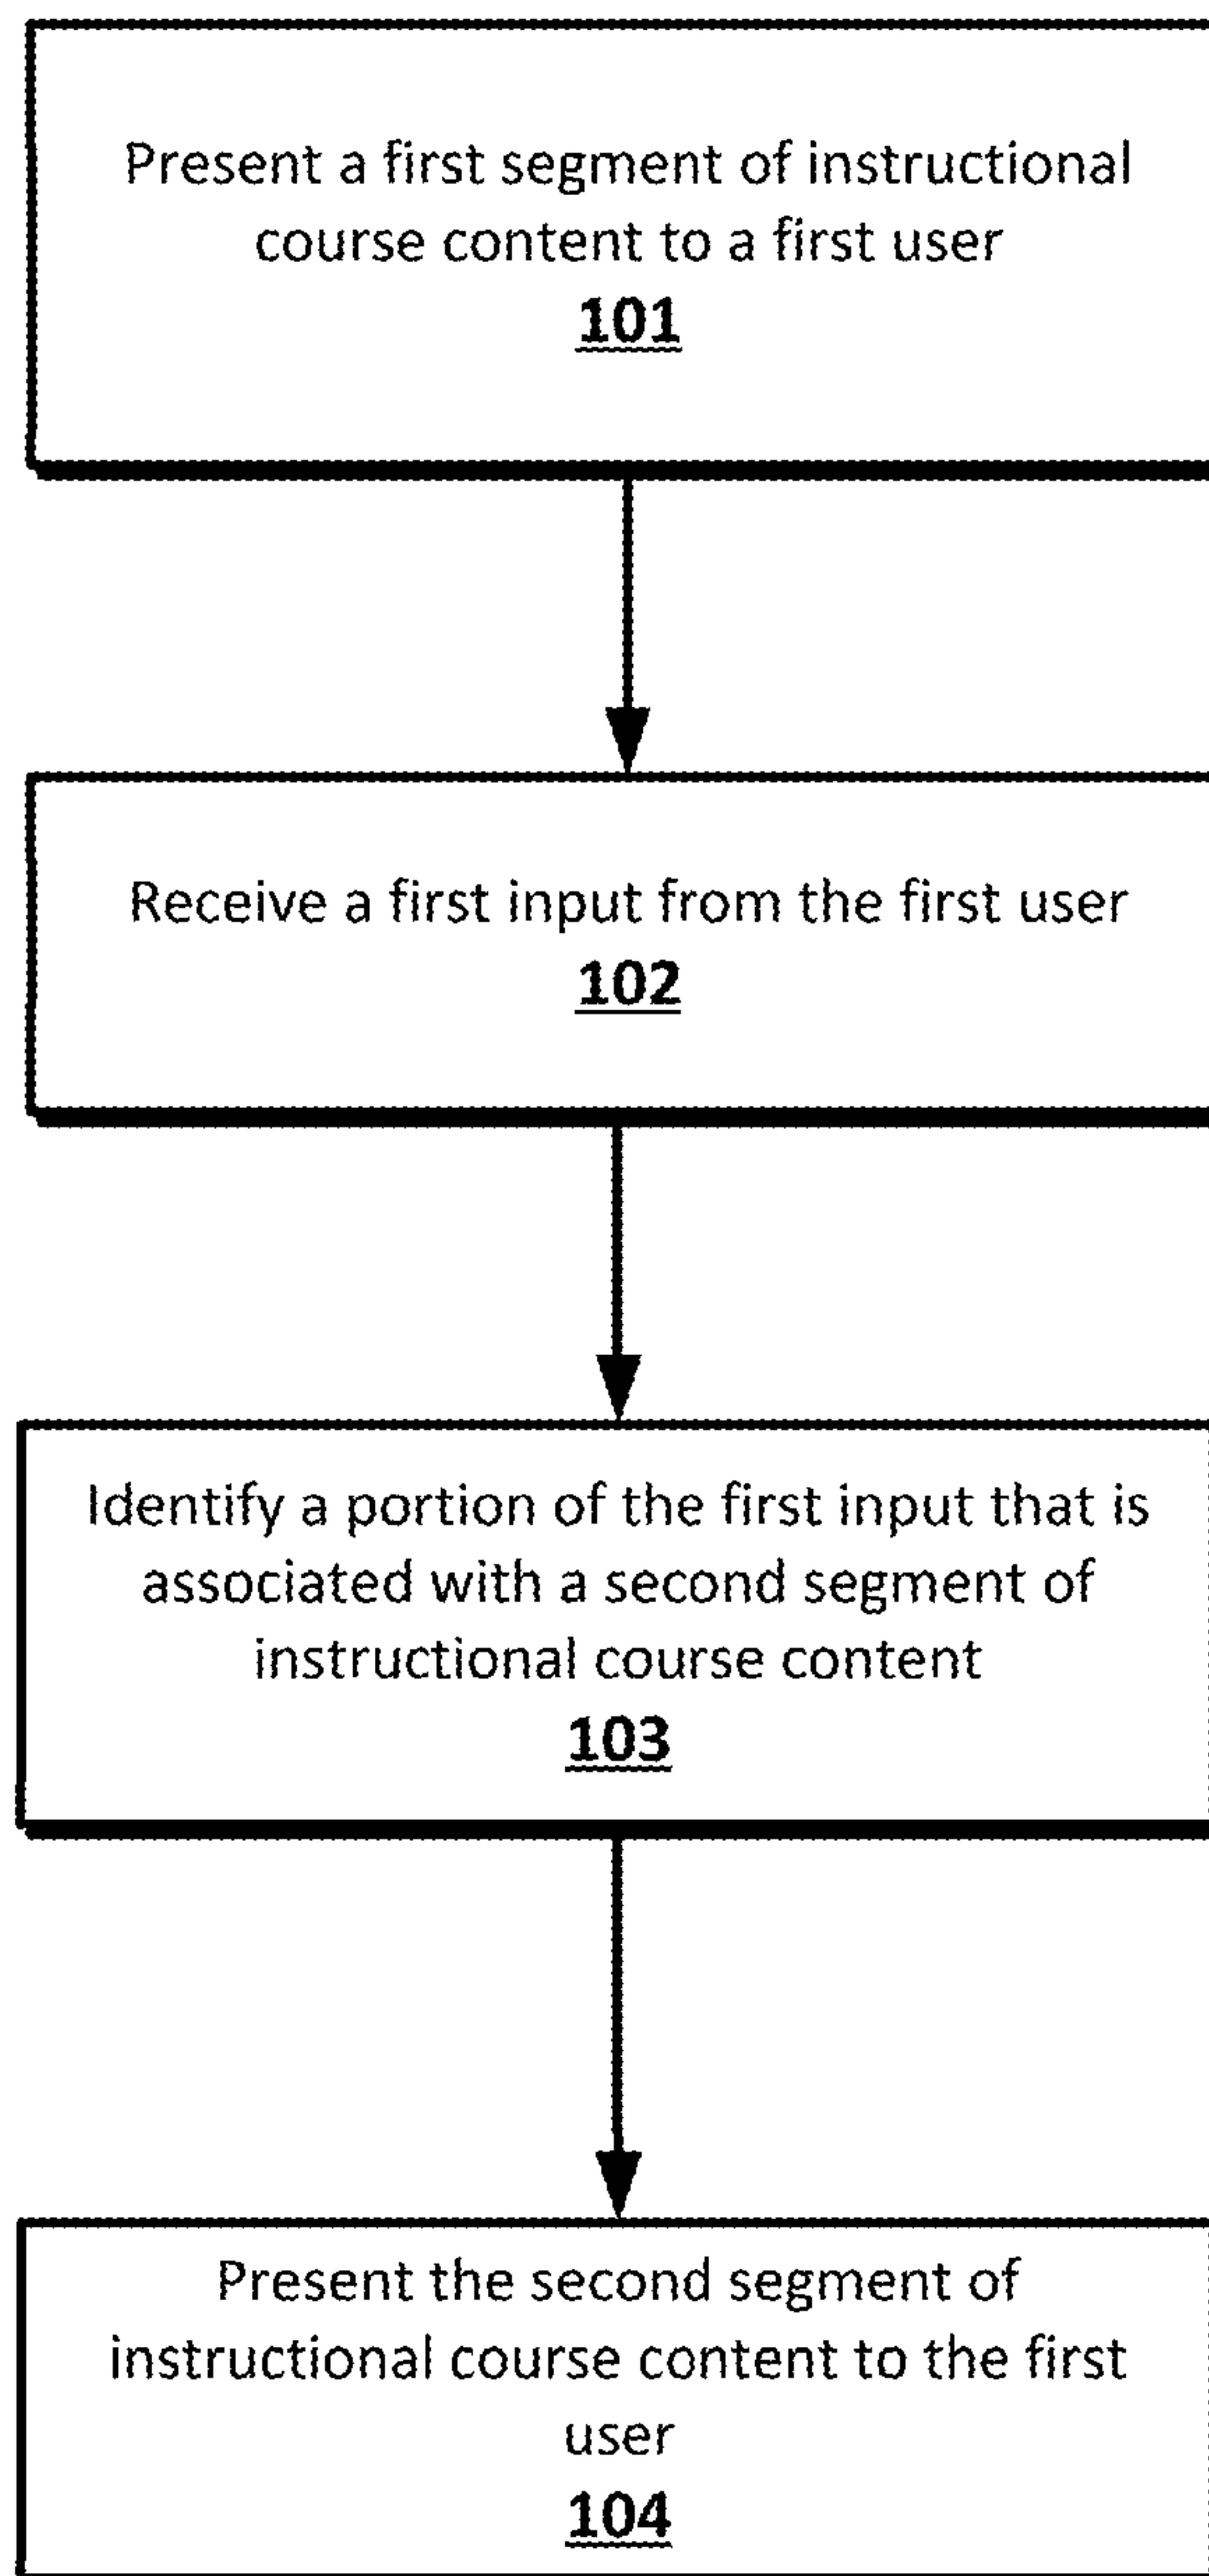 Present a first segment of instructional
course content to a first user
101
Receive a first input from the first user
102
Identify a portion of the first input that is
associated with a second segment of
instructional course content
103
Present the second segment of
instructional course content to the first
user
104